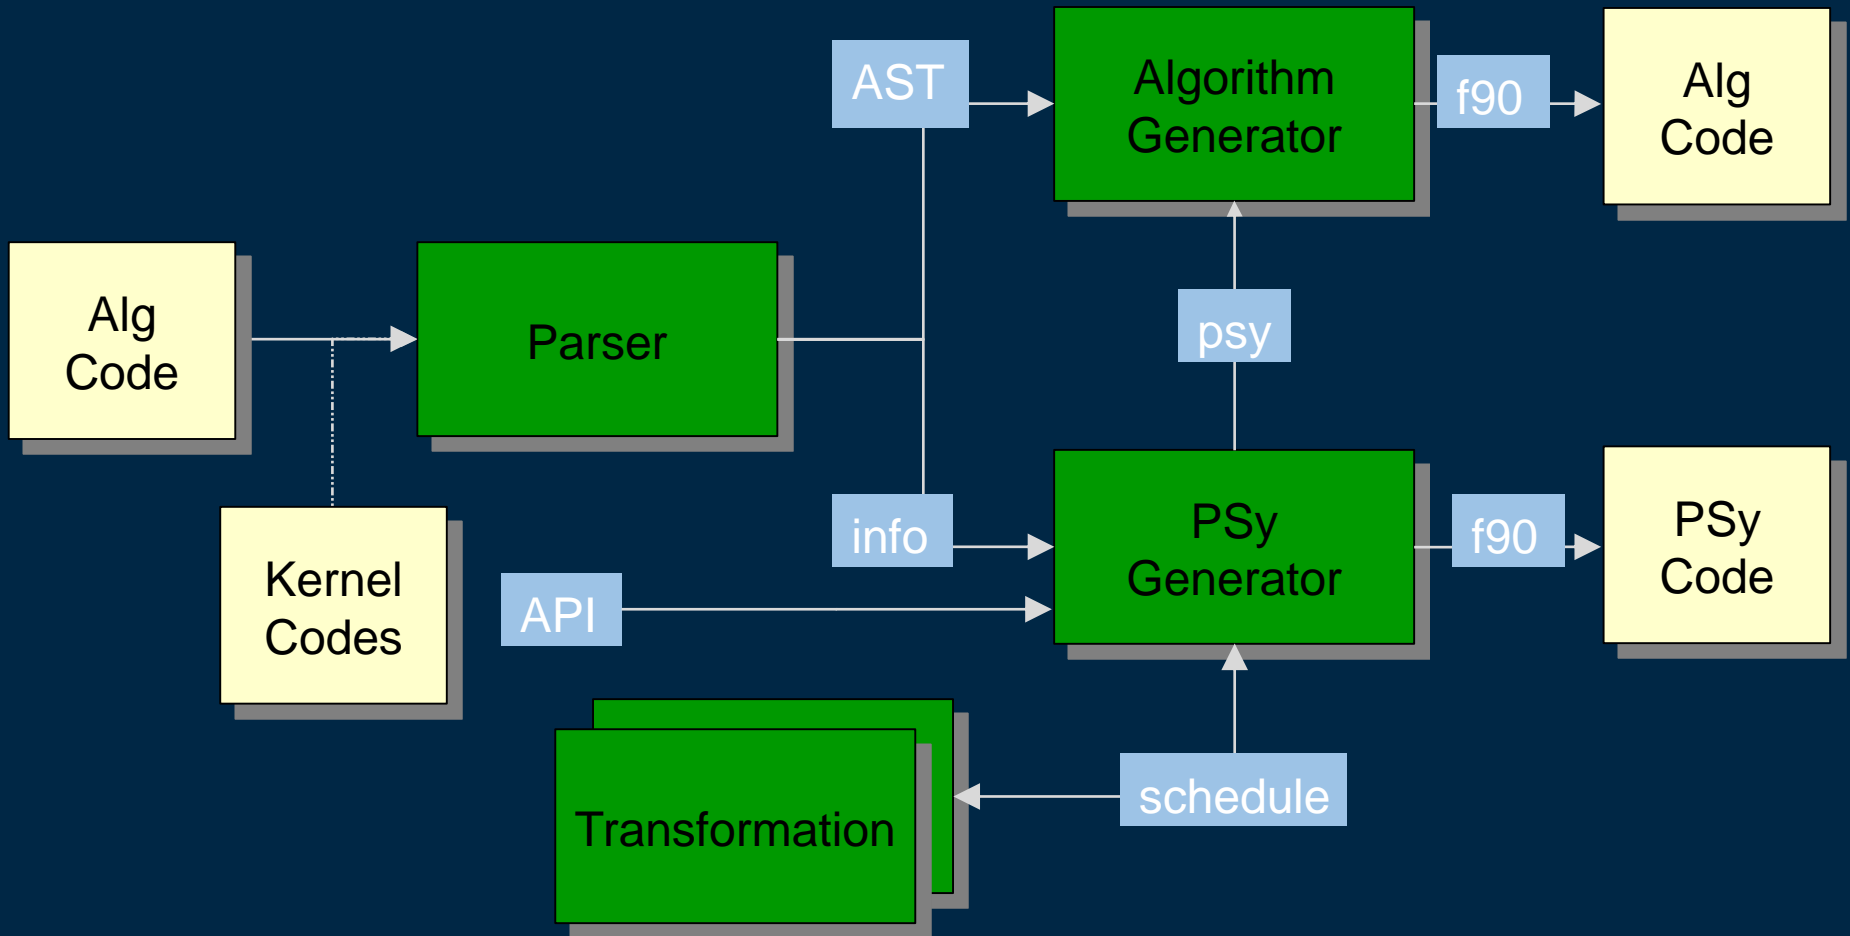 AST
Algorithm
Generator
f90
Alg
Code
Alg
Code
Parser
psy
Kernel
Codes
info
API
PSy
Generator
f90
PSy
Code
Transformation
schedule